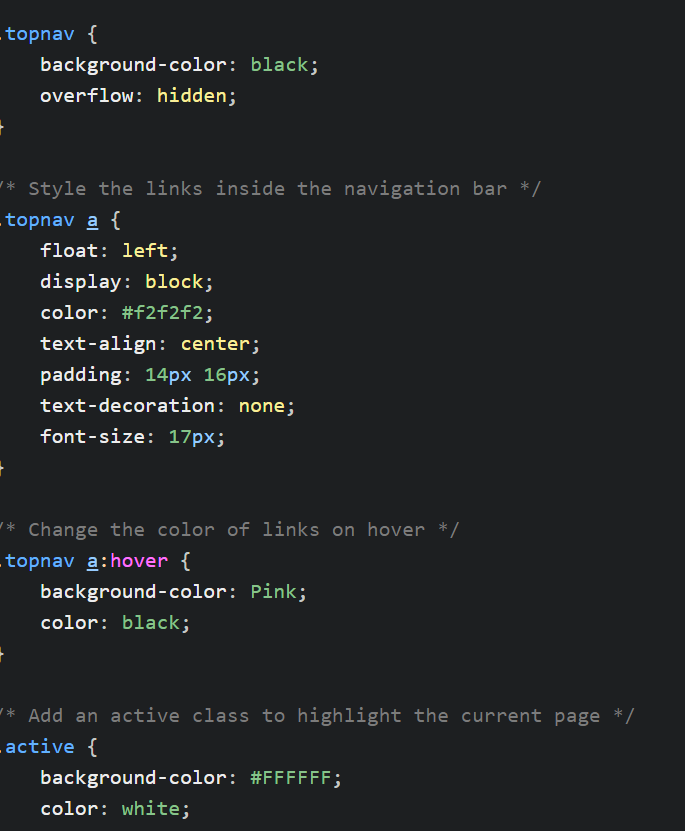 .topnav {
    background-color: black;
    overflow: hidden;
}
/* Style the links inside the navigation bar */
.topnav a {
    float: left;
    display: block;
    color: #f2f2f2;
    text-align: center;
    padding: 14px 16px;
    text-decoration: none;
    font-size: 17px;
}
/* Change the color of links on hover */
.topnav a:hover {
    background-color: Pink;
    color: black;
}
/* Add an active class to highlight the current page */
.active {
    background-color: #FFFFFF;
    color: white;